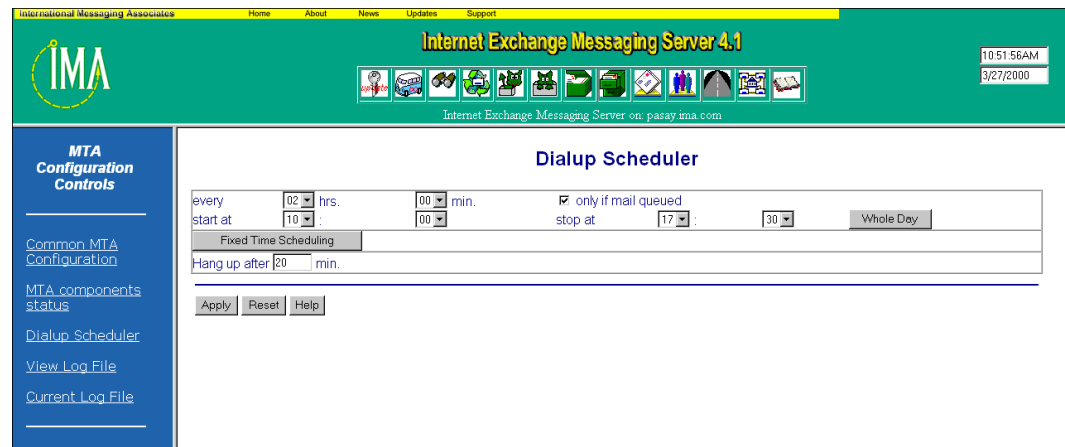 International Messaging Associates Home About News Updates Support
IMA
Internet Exchange Messaging Server 4.1
10:51:56AM
3/27/2000
update
Internet Exchange Messaging Server on: pasay.ima.com
MTA
Configuration
Controls
Common MTA
Configuration
MTA components
status
Dialup Scheduler
View Log File
Current Log File
Dialup Scheduler
every 02 hrs. 00 min. only if mail queued
start at 10 : 00 stop at 17 : 30 Whole Day
Fixed Time Scheduling
Hang up after 20 min.
Apply Reset Help